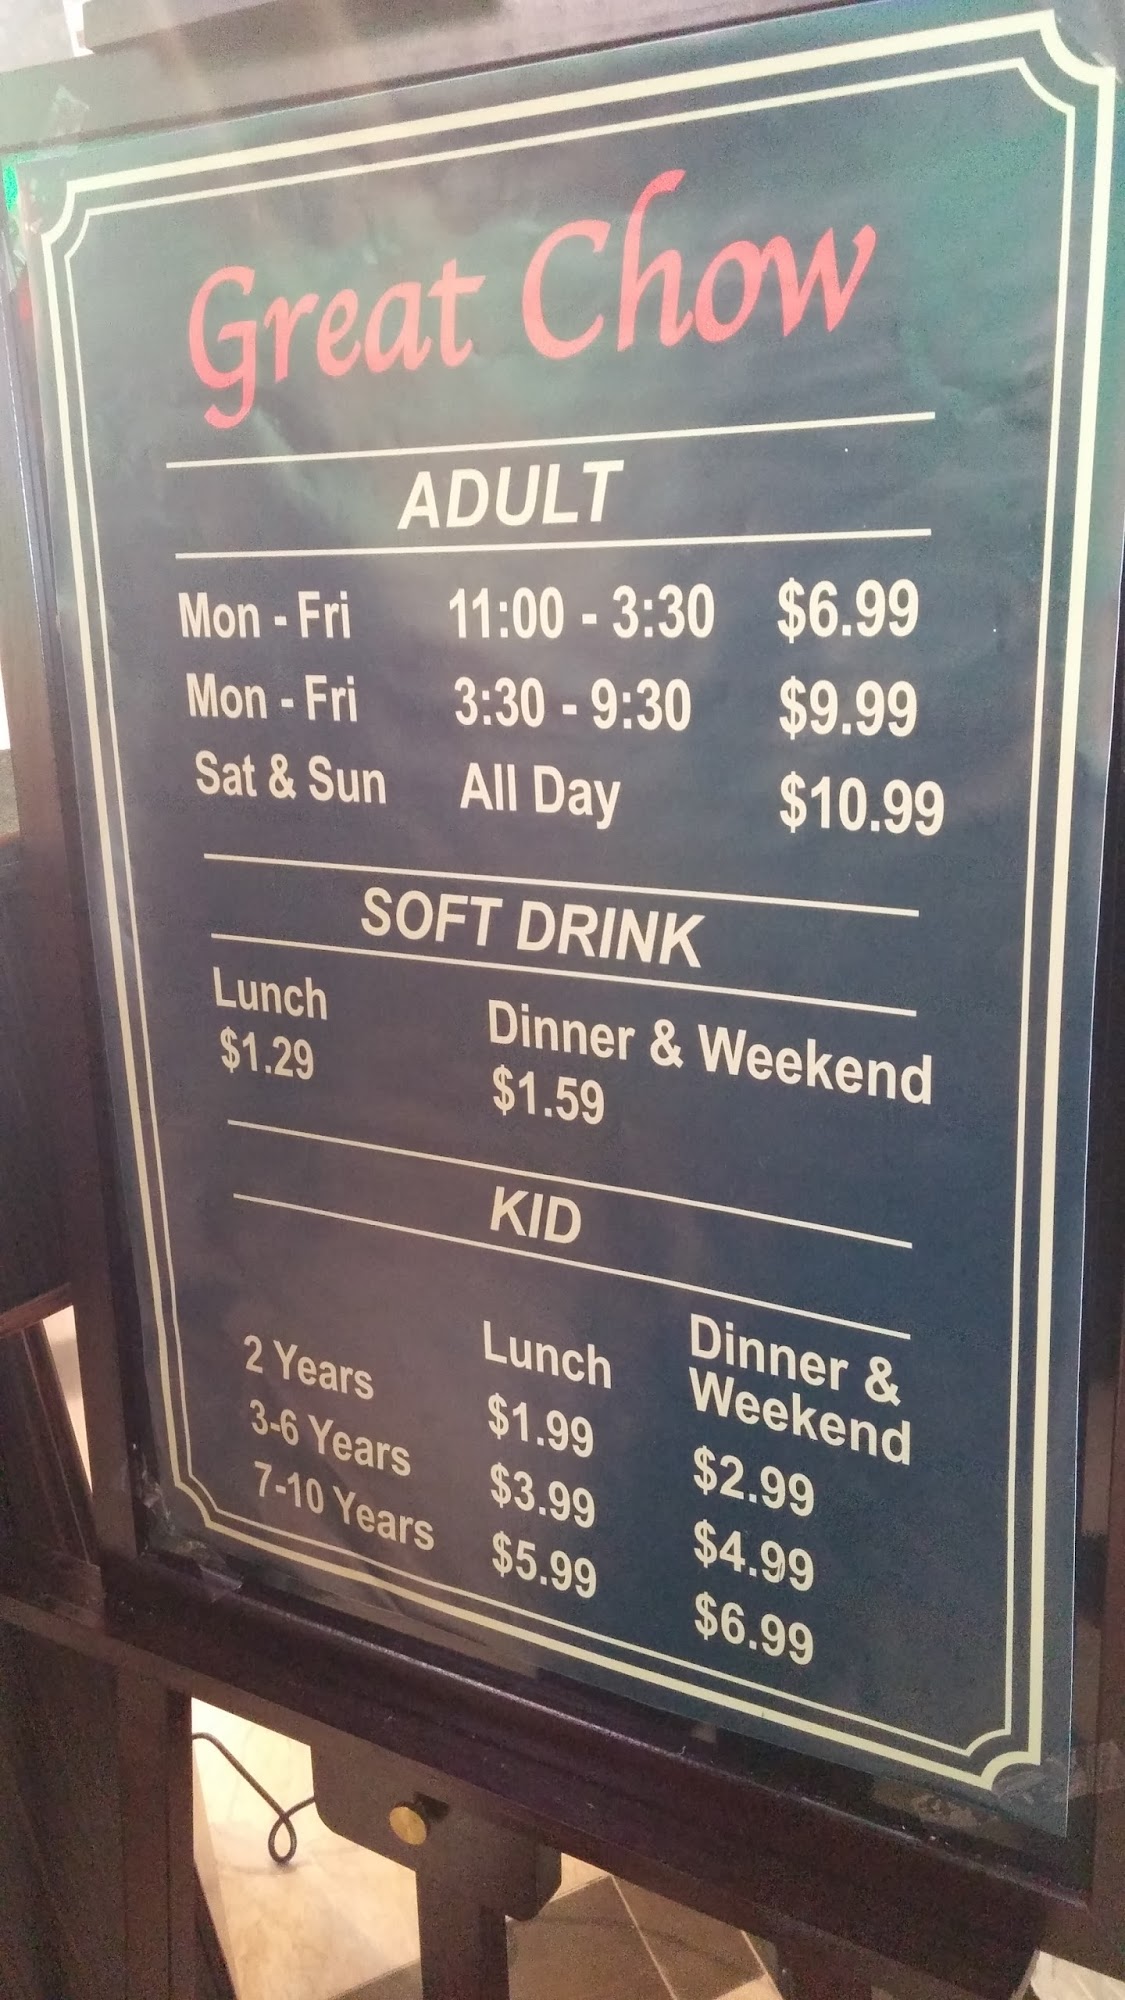 Great Chow
ADULT
Mon - Fri 11:00 - 3:30 $6.99
Mon - Fri 3:30 - 9:30 $9.99
Sat & Sun All Day $10.99
SOFT DRINK
Lunch Dinner & Weekend
$1.29 $1.59
KID
Lunch Dinner &
Weekend
2 Years $1.99 $2.99
3-6 Years $3.99 $4.99
7-10 Years $5.99 $6.99